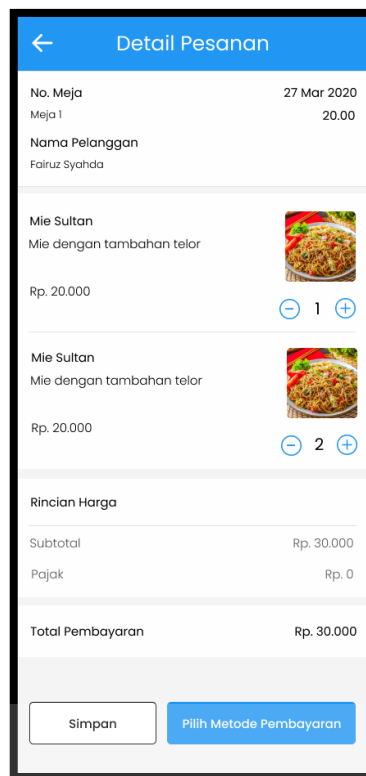 Detail Pesanan
No. Meja 27 Mar 2020
Meja 1 20.00
Nama Pelanggan
Fairuz Syahda
Mie Sultan
Mie dengan tambahan telor
Rp. 20.000
1
Mie Sultan
Mie dengan tambahan telor
Rp. 20.000
2
Rincian Harga
Subtotal Rp. 30.000
Pajak Rp. 0
Total Pembayaran Rp. 30.000
Simpan Pilih Metode Pembayaran